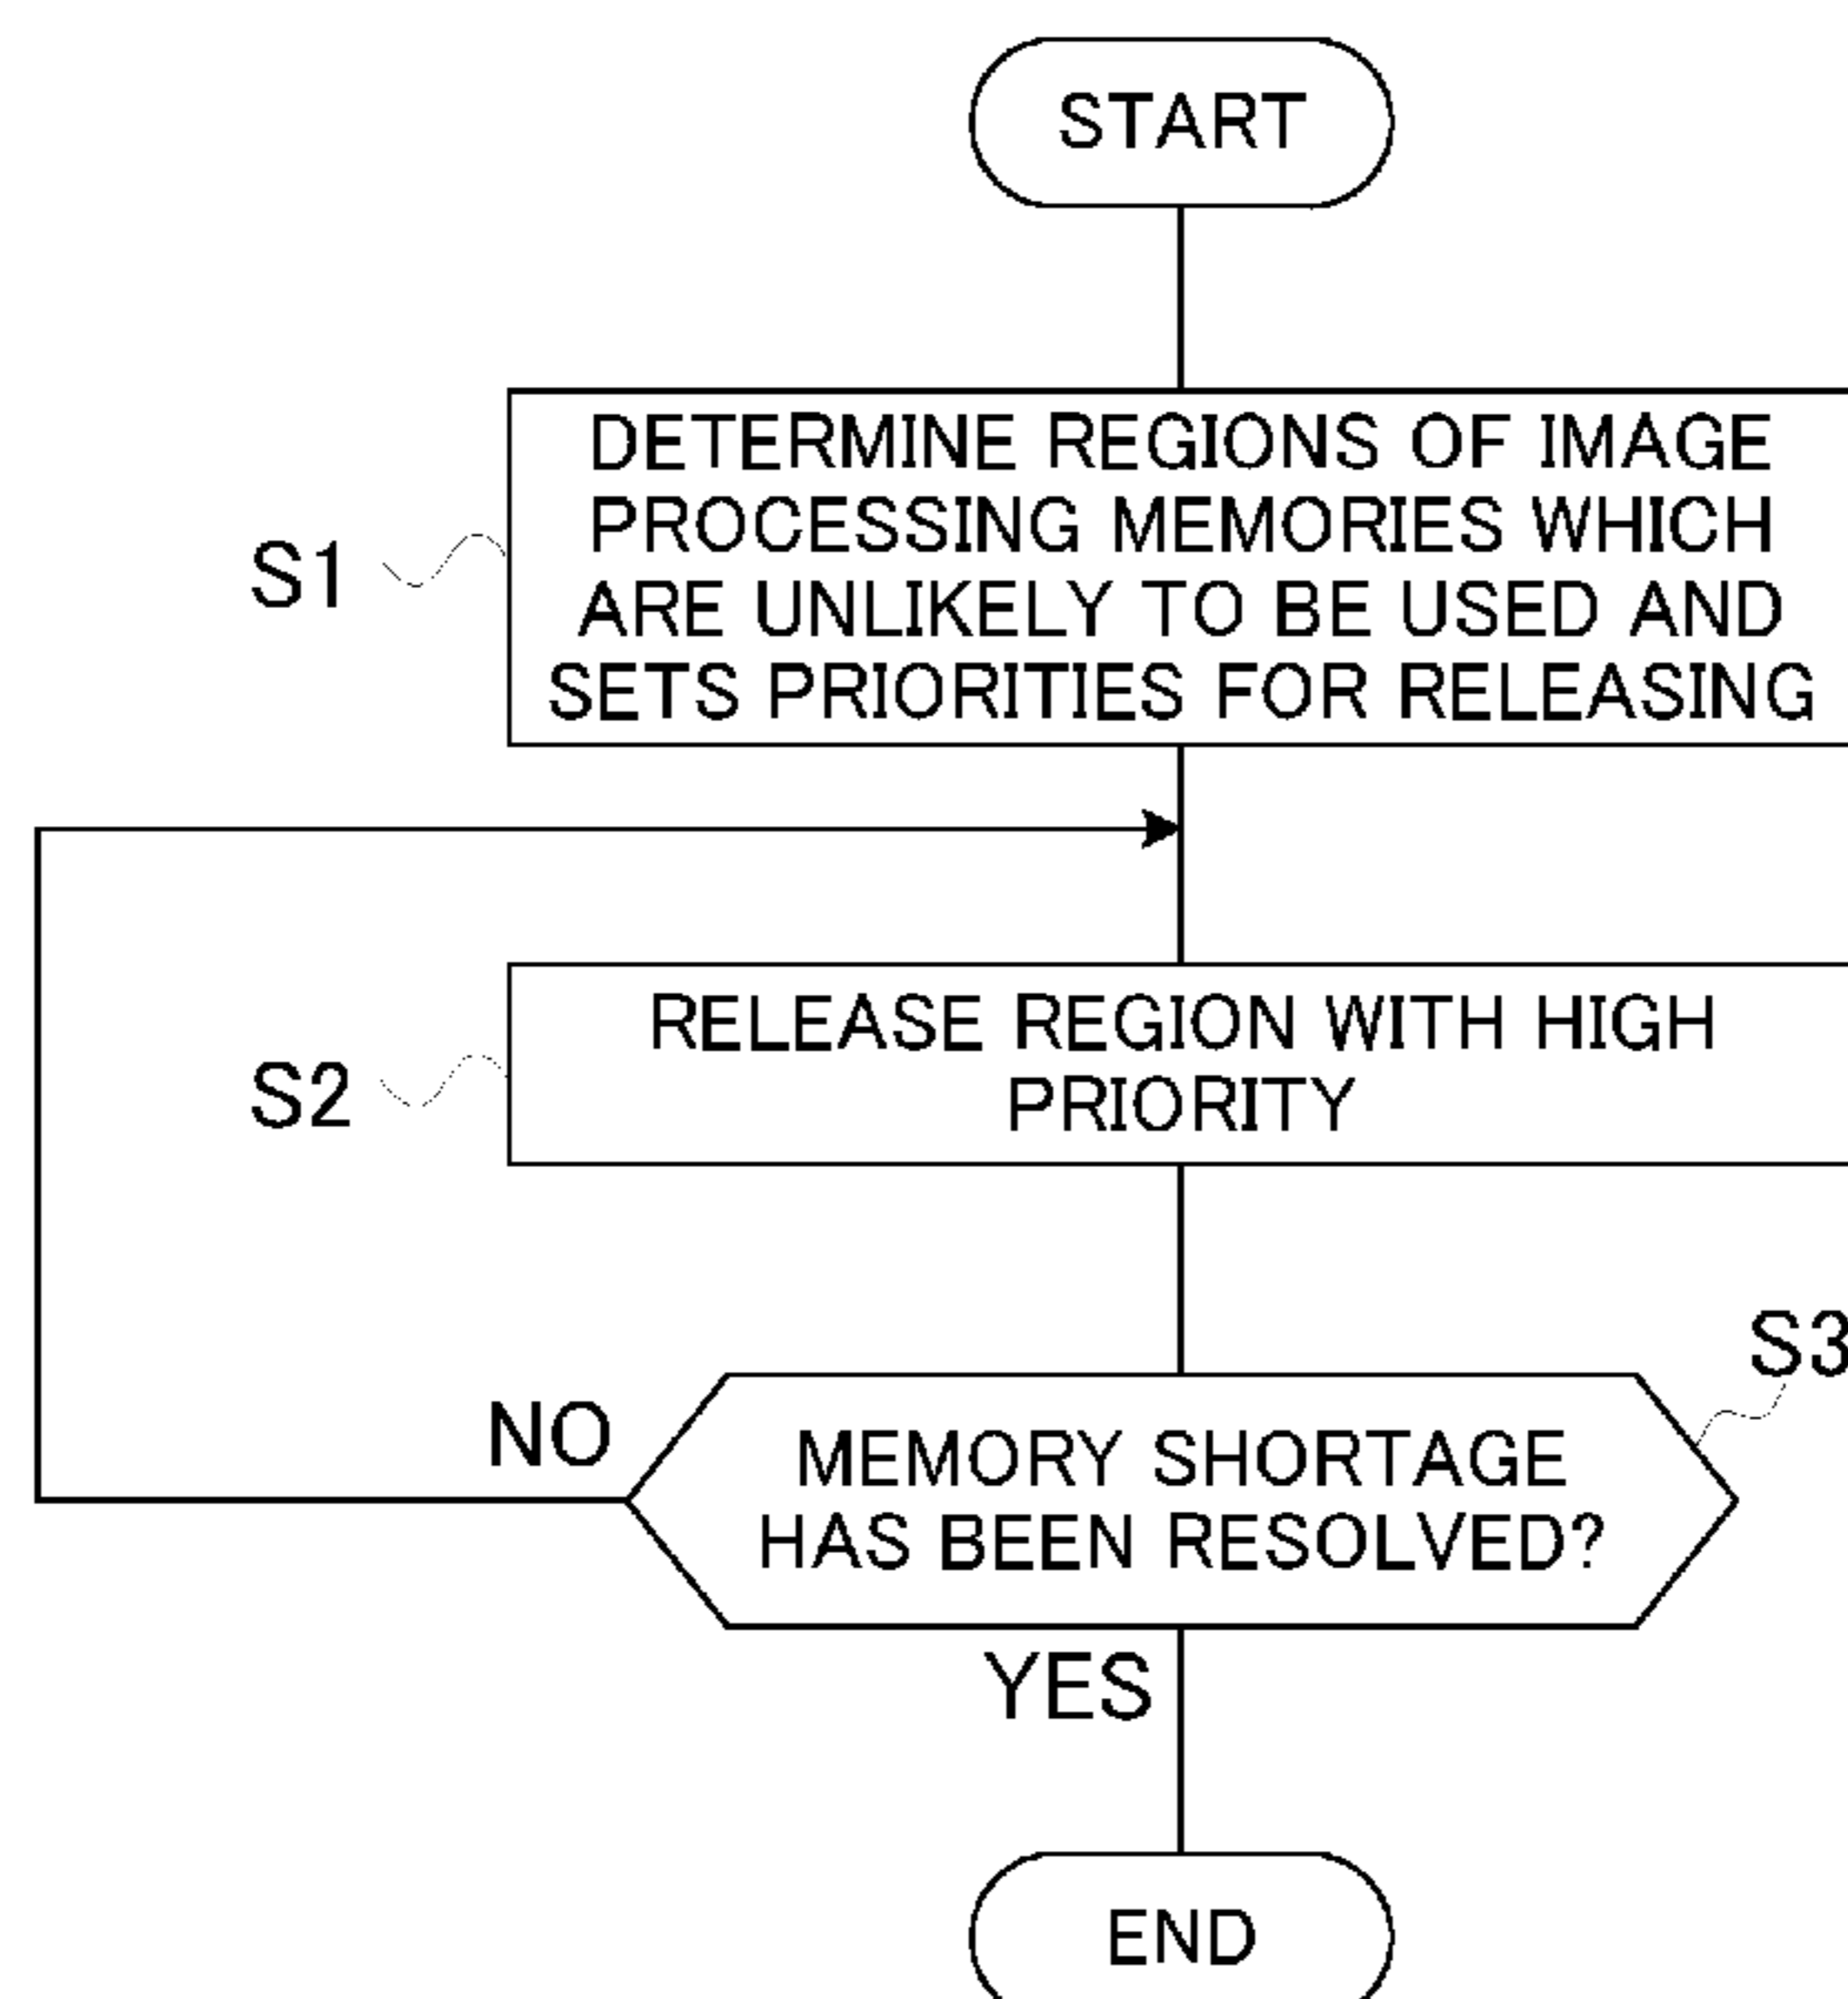 START
DETERMINE REGIONS OF IMAGE
PROCESSING MEMORIES WHICH
ARE UNLIKELY TO BE USED AND
SETS PRIORITIES FOR RELEASING
S1
RELEASE REGION WITH HIGH
PRIORITY
S2
S3
NO
MEMORY SHORTAGE
HAS BEEN RESOLVED?
YES
END